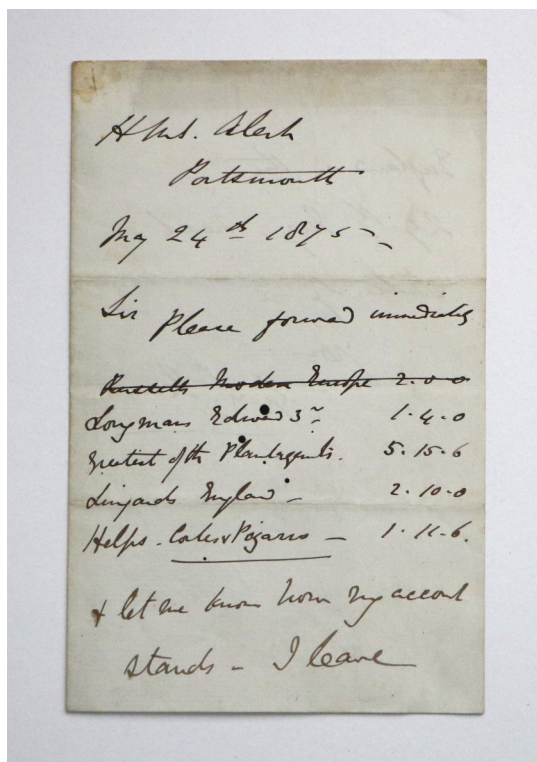 H.M.S. Alert
Portsmouth
May 24th 1875
Sir Please forward immediately
Russells Modern Europe 2.0.0
Longmans Edward 3rd 1.4.0
Greatest of the Plantagenets. 5.15.6
Lingards England - 2.10.0
Helps. Cortes & Pizarro - 1.11.6.
& let me know how my account
stands - I leave